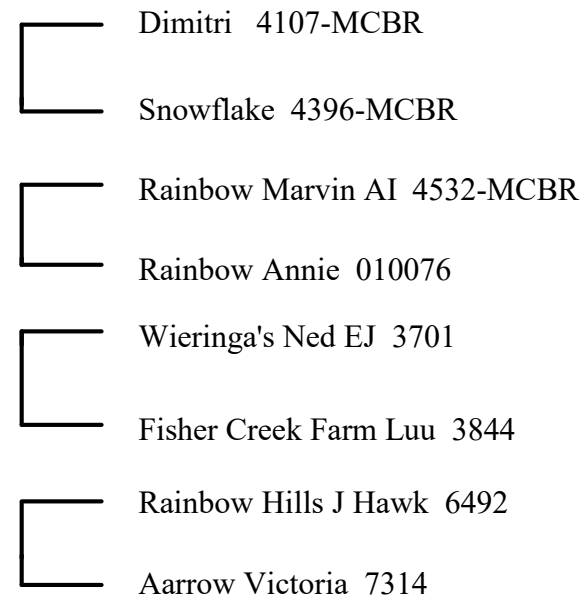 Dimitri 4107-MCBR
Snowflake 4396-MCBR
Rainbow Marvin AI 4532-MCBR
Rainbow Annie 010076
Wieringa's Ned EJ 3701
Fisher Creek Farm Luu 3844
Rainbow Hills J Hawk 6492
Aarrow Victoria 7314